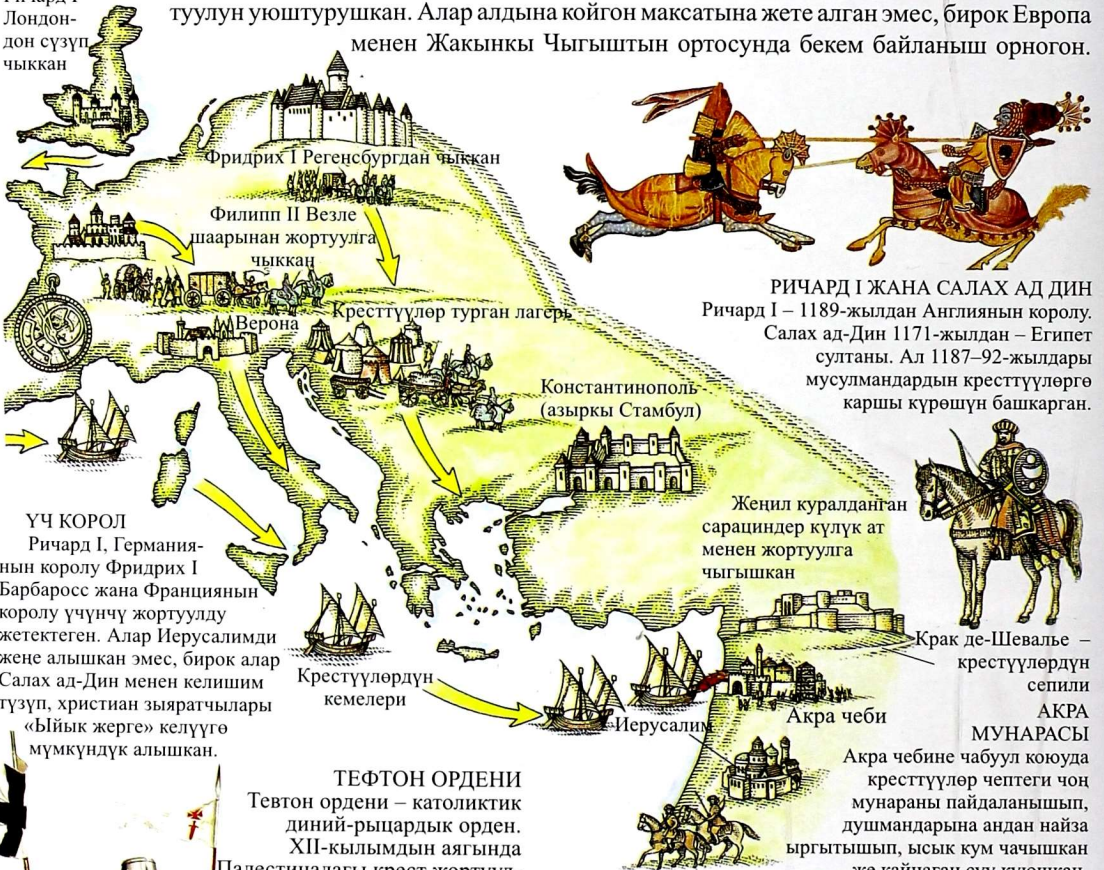 Лондон-
дон сүзүп
чыккан
туулун уюштурушкан. Алар алдына койгон максатына жете алган эмес, бирок Европа
менен Жакынкы Чыгыштын ортосунда бекем байланыш орногон.
Фридрих I Регенсбургдан чыккан
Филипп II Везле
шаарынан жортуулга
чыккан
Верона
Кресттүүлөр турган лагерь
Константинополь
(азыркы Стамбул)
РИЧАРД I ЖАНА САЛАХ АД ДИН
Ричард I – 1189-жылдан Англиянын королу.
Салах ад-Дин 1171-жылдан – Египет
султаны. Ал 1187–92-жылдары
мусулмандардын кресттүүлөргө
каршы күрөшүн башкарган.
Жеңил куралданган
сарациндер күлүк ат
менен жортуулга
чыгышкан
ҮЧ КОРОЛ
Ричард I, Германия-
нын королу Фридрих I
Барбаросс жана Франциянын
королу үчүнчү жортуулду
жетектеген. Алар Иерусалимди
жеңе алышкан эмес, бирок алар
Салах ад-Дин менен келишим
түзүп, христиан зыяратчылары
«Ыйык жерге» келүүгө
мүмкүндүк алышкан.
Крестүүлөрдүн
кемелери
Иерусалим
Акра чеби
Крак де-Шевалье –
крестүүлөрдүн
сепили
АКРА
МУНАРАСЫ
Акра чебине чабуул коюуда
кресттүүлөр чептеги чоң
мунараны пайдаланышып,
душмандарына андан найза
ыргытышып, ысык кум чачышкан
же кайнаган суу куюшкан.
ТЕФТОН ОРДЕНИ
Тевтон ордени – католиктик
диний-рыцардык орден.
XII-кылымдын аягында
Палестинадагы крест жортуул-